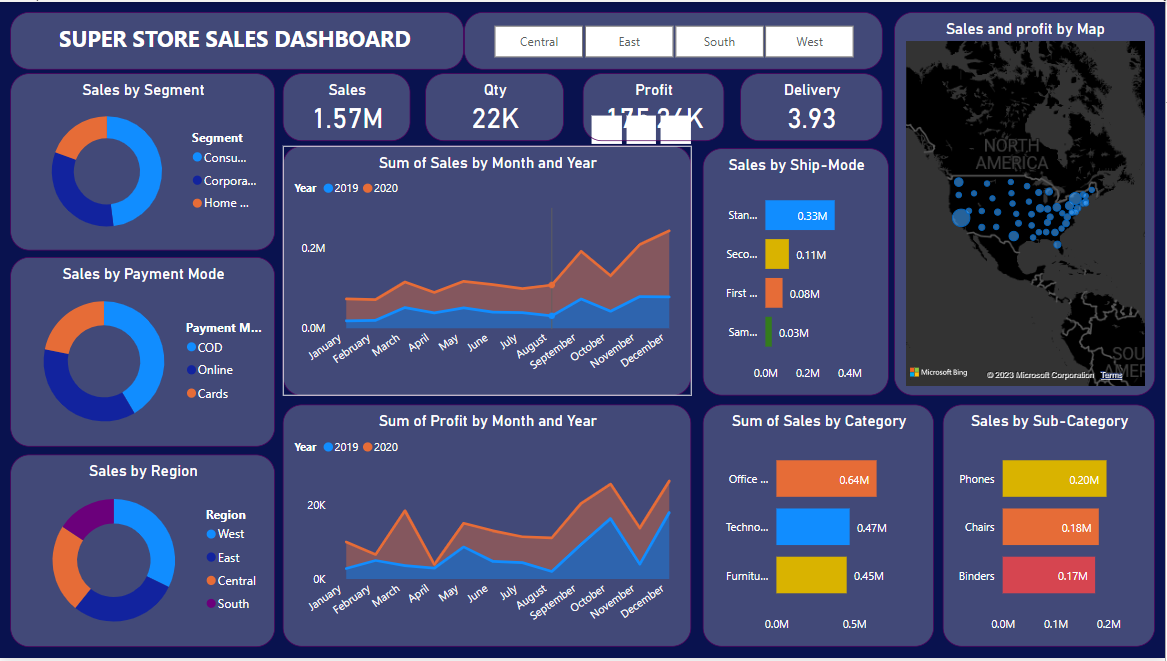 SUPER STORE SALES DASHBOARD
Central
East
South
West
Sales and profit by Map
NORTH
AMERICA
Microsoft Bing
© 2023 Microsoft Corporation
Terms
Sales by Segment
Segment
Consu...
Corpora...
Home ...
Sales
1.57M
Qty
22K
Profit
Delivery
3.93
Sum of Sales by Month and Year
Year
2019
2020
0.2M
0.0M
January
February
March
April
May
June
July
August
September
October
November
December
Sales by Ship-Mode
Stan...
0.33M
Seco...
0.11M
First ...
0.08M
Sam...
0.03M
0.0M
0.2M
0.4M
Sales by Payment Mode
Payment M...
COD
Online
Cards
Sum of Profit by Month and Year
Year
2019
2020
20K
0K
January
February
March
April
May
June
July
August
September
October
November
December
Sum of Sales by Category
Office ...
0.64M
Techno...
0.47M
Furnitu...
0.45M
0.0M
0.5M
Sales by Sub-Category
Phones
0.20M
Chairs
0.18M
Binders
0.17M
0.0M
0.1M
0.2M
Sales by Region
Region
West
East
Central
South